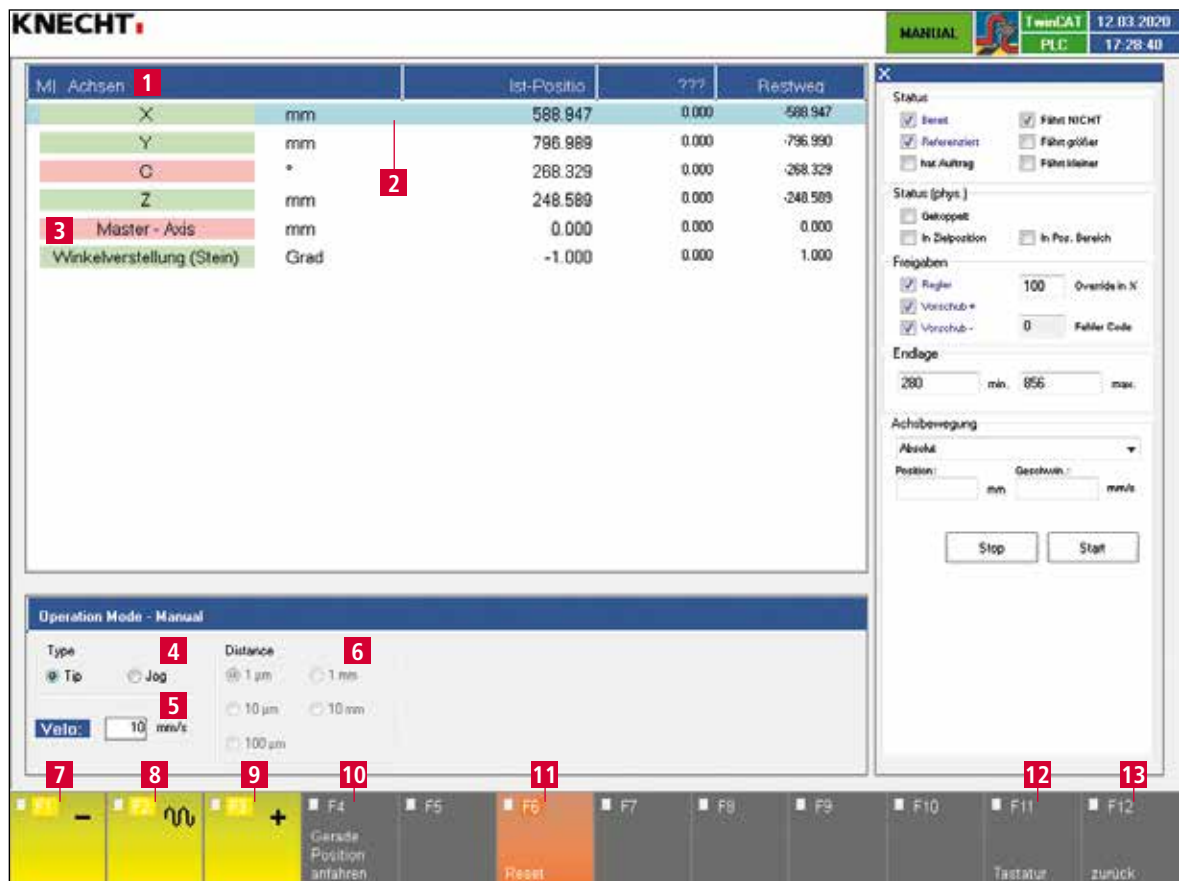 KNECHT
MANUAL
TwinCAT
PLC
12.03.2020
17:28:40
MI Achsen 1 Ist-Positio ??? Restweg
X mm 588.947 0.000 -588.947
Y mm 796.989 0.000 -796.990
2
C ° 268.329 0.000 -268.329
Z mm 248.589 0.000 -248.589
3 Master - Axis mm 0.000 0.000 0.000
Winkelverstellung (Stein) Grad -1.000 0.000 1.000
X
Status
Bereit Fährt NICHT
Referenziert Fährt größer
hat Auftrag Fährt kleiner
Status (phys.)
Gekoppelt
In Zielposition In Pos. Bereich
Freigaben
Regler 100 Override in %
Vorschub +
Vorschub - 0 Fehler Code
Endlage
280 min. 856 max.
Achsbewegung
Absolut
Position: Geschwin.:
mm mm/s
Stop Start
Operation Mode - Manual
Type 4 Distance 6
Tip Jog 1 µm 1 mm
5
Velo: 10 mm/s 10 µm 10 mm
100 µm
7 8 9 10 11 12 13
F1 - F2 F3 + F4 F5 F6 F7 F8 F9 F10 F11 F12
Gerade
Position
anfahren Reset Tastatur zurück